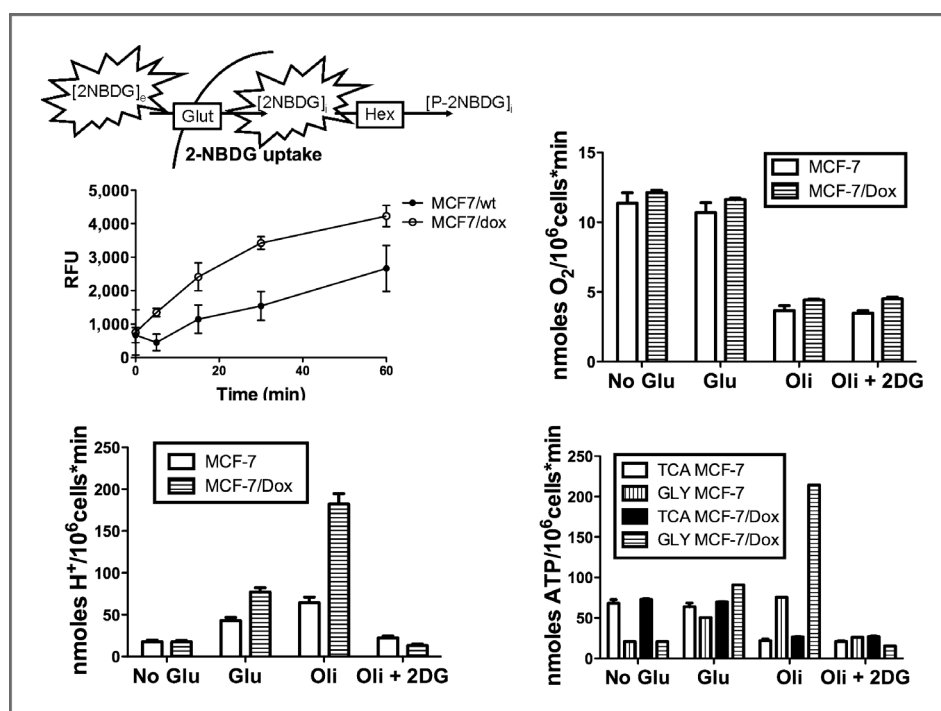 [2NBDG]e
Glut
[2NBDG]i
Hex
[P-2NBDG]i
2-NBDG uptake
5,000
4,000
3,000
2,000
1,000
0
RFU
0 20 40 60
Time (min)
MCF7/wt
MCF7/dox
15
10
5
0
nmoles O2/10^6cells*min
MCF-7
MCF-7/Dox
No Glu Glu Oli Oli + 2DG
250
200
150
100
50
0
nmoles H+/10^6cells*min
MCF-7
MCF-7/Dox
No Glu Glu Oli Oli + 2DG
250
200
150
100
50
0
nmoles ATP/10^6cells*min
TCA MCF-7
GLY MCF-7
TCA MCF-7/Dox
GLY MCF-7/Dox
No Glu Glu Oli Oli + 2DG